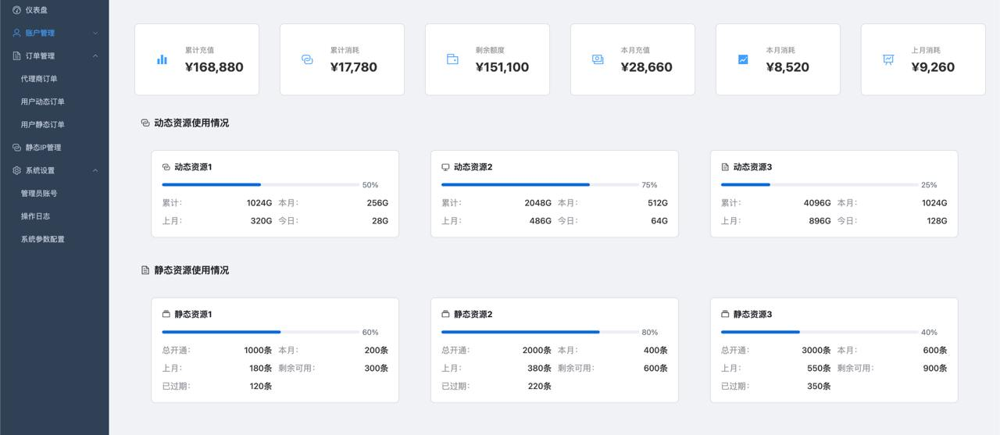 仪表盘
账户管理
订单管理
代理商订单
用户动态订单
用户静态订单
静态IP管理
系统设置
管理员账号
操作日志
系统参数配置
累计充值
¥168,880
累计消耗
¥17,780
剩余额度
¥151,100
本月充值
¥28,660
本月消耗
¥8,520
上月消耗
¥9,260
动态资源使用情况
动态资源1
50%
累计： 1024G 本月： 256G
上月： 320G 今日： 28G
动态资源2
75%
累计： 2048G 本月： 512G
上月： 486G 今日： 64G
动态资源3
25%
累计： 4096G 本月： 1024G
上月： 896G 今日： 128G
静态资源使用情况
静态资源1
60%
总开通： 1000条 本月： 200条
上月： 180条 剩余可用： 300条
已过期： 120条
静态资源2
80%
总开通： 2000条 本月： 400条
上月： 380条 剩余可用： 600条
已过期： 220条
静态资源3
40%
总开通： 3000条 本月： 600条
上月： 550条 剩余可用： 900条
已过期： 350条